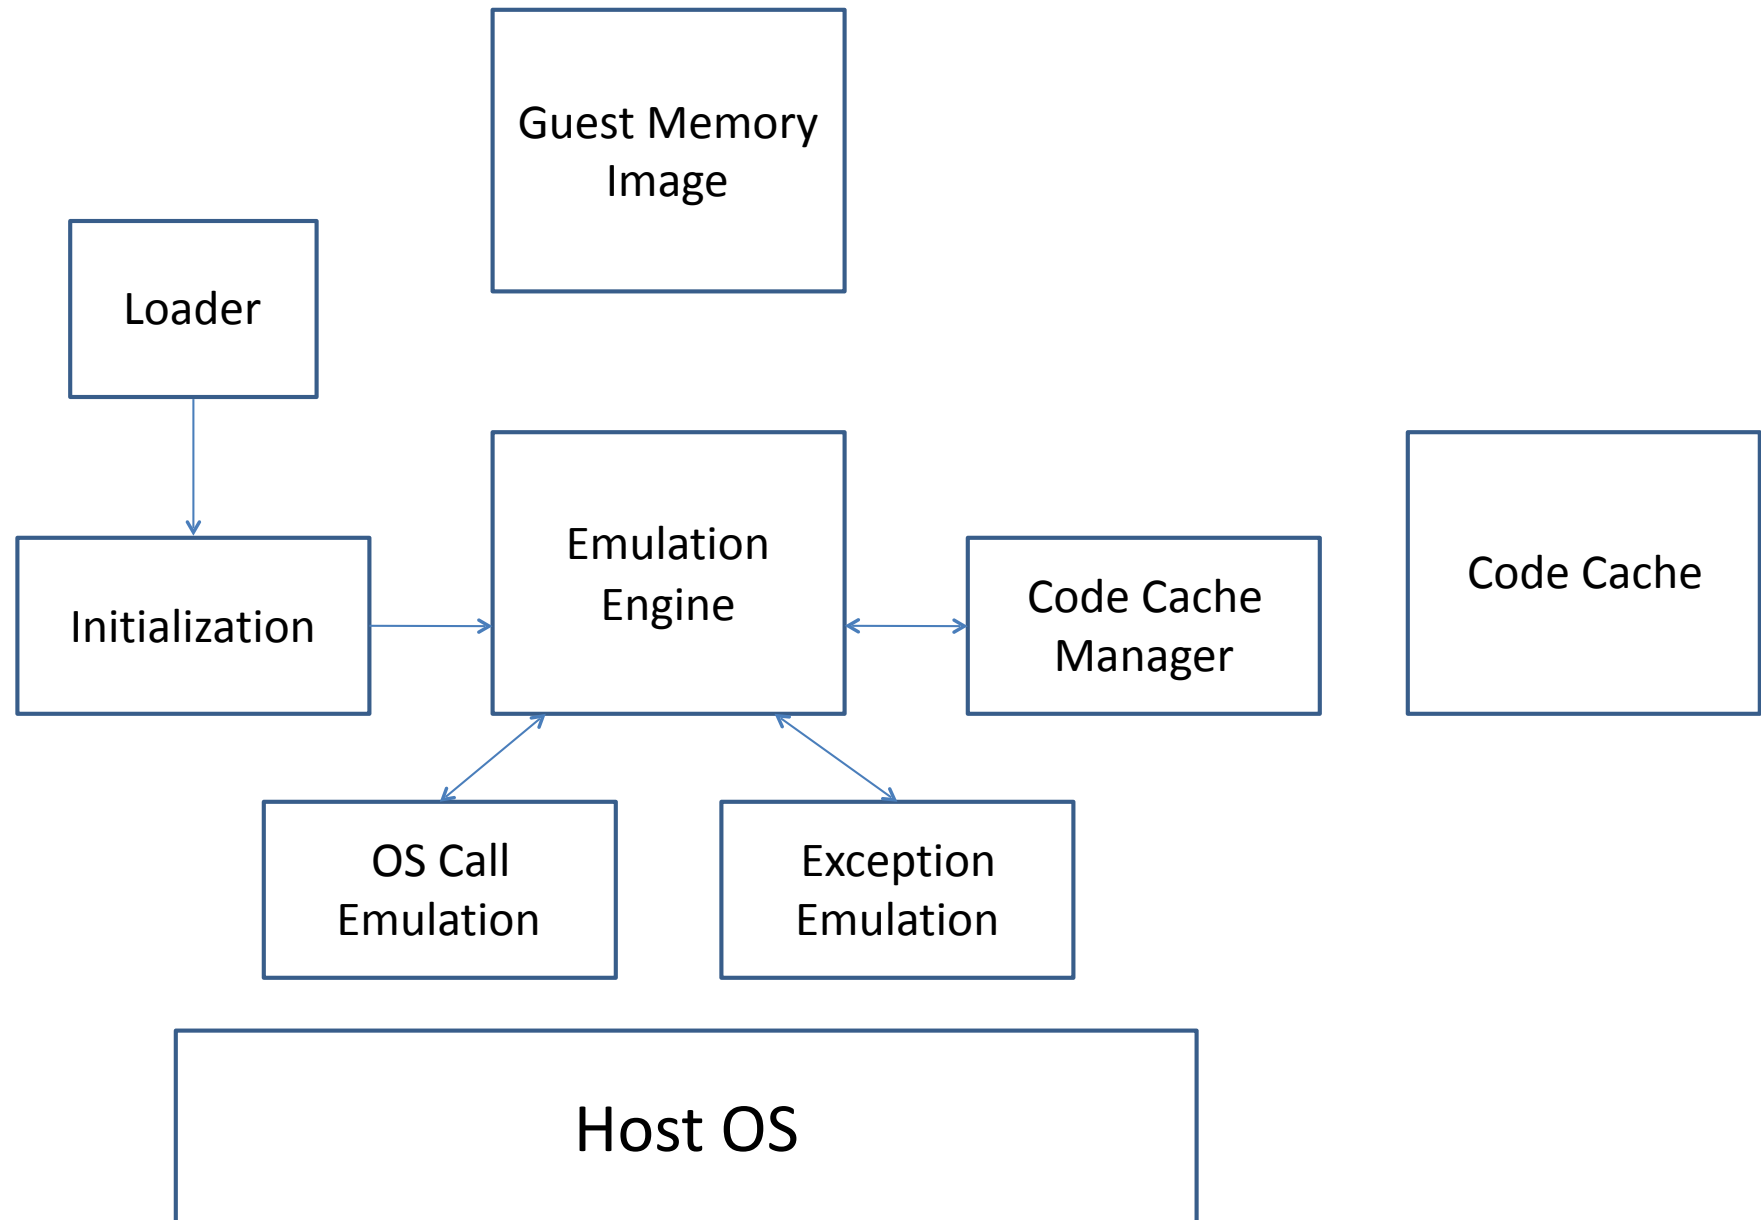 Guest Memory
Image
Loader
Emulation
Engine
Code Cache
Initialization
Code Cache
Manager
OS Call
Emulation
Exception
Emulation
Host OS